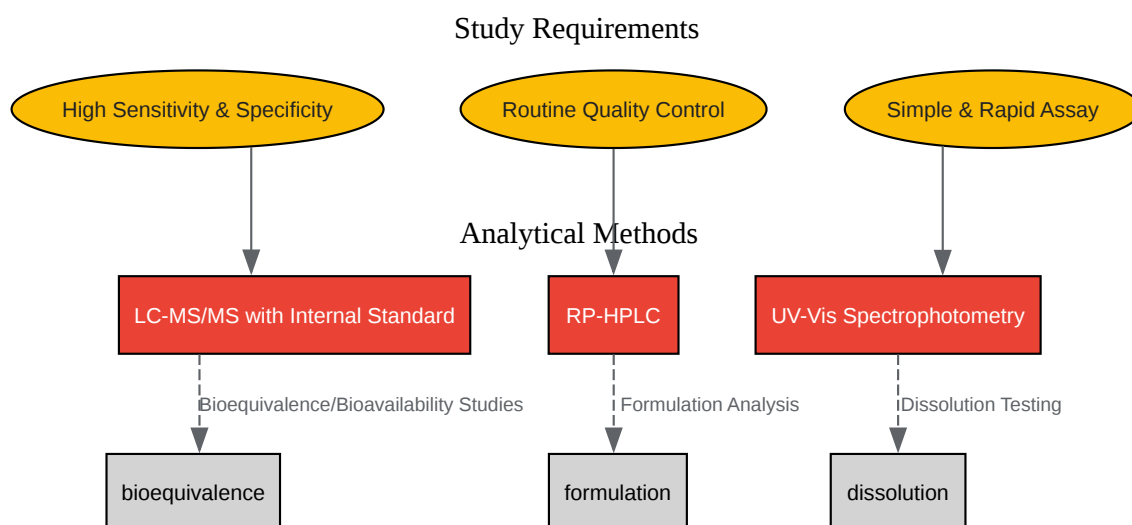 Study Requirements
High Sensitivity & Specificity
Routine Quality Control
Simple & Rapid Assay
Analytical Methods
LC-MS/MS with Internal Standard
RP-HPLC
UV-Vis Spectrophotometry
Bioequivalence/Bioavailability Studies
Formulation Analysis
Dissolution Testing
bioequivalence
formulation
dissolution